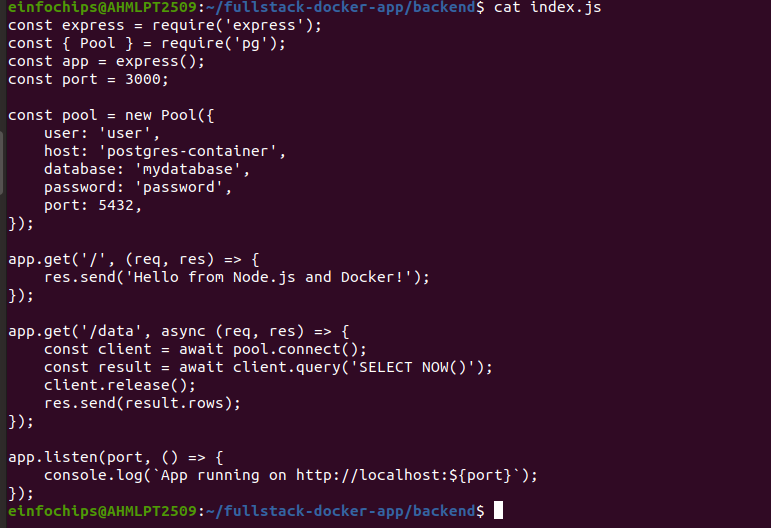 einfochips@AHMLPT2509:~/fullstack-docker-app/backend$ cat index.js
const express = require('express');
const { Pool } = require('pg');
const app = express();
const port = 3000;

const pool = new Pool({
    user: 'user',
    host: 'postgres-container',
    database: 'mydatabase',
    password: 'password',
    port: 5432,
});

app.get('/', (req, res) => {
    res.send('Hello from Node.js and Docker!');
});

app.get('/data', async (req, res) => {
    const client = await pool.connect();
    const result = await client.query('SELECT NOW()');
    client.release();
    res.send(result.rows);
});

app.listen(port, () => {
    console.log(`App running on http://localhost:${port}`);
});
einfochips@AHMLPT2509:~/fullstack-docker-app/backend$